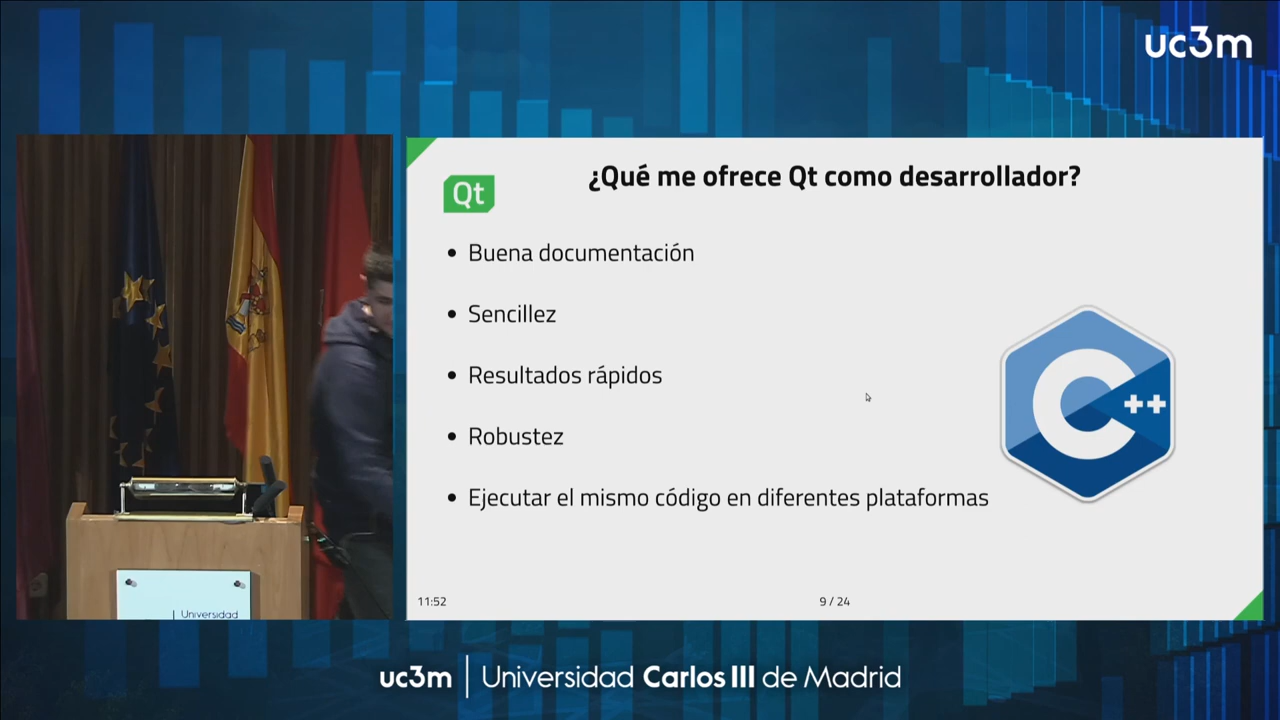 uc3m
¿Qué me ofrece Qt como desarrollador?
Qt
• Buena documentación
• Sencillez
• Resultados rápidos
• Robustez
• Ejecutar el mismo código en diferentes plataformas
C++
11:52
9 / 24
| Universidad
uc3m | Universidad Carlos III de Madrid